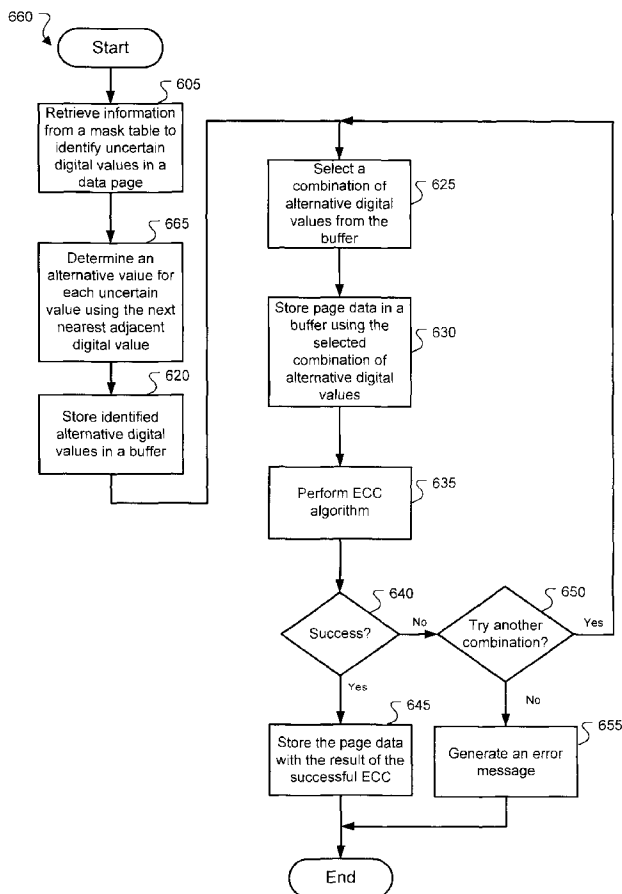 660
Start
605
Retrieve information
from a mask table to
identify uncertain
digital values in a
data page
665
Determine an
alternative value for
each uncertain
value using the next
nearest adjacent
digital value
620
Store identified
alternative digital
values in a buffer
625
Select a
combination of
alternative digital
values from the
buffer
630
Store page data in a
buffer using the
selected
combination of
alternative digital
values
635
Perform ECC
algorithm
640
Success?
No
Yes
650
Try another
combination?
Yes
No
645
Store the page data
with the result of the
successful ECC
655
Generate an error
message
End